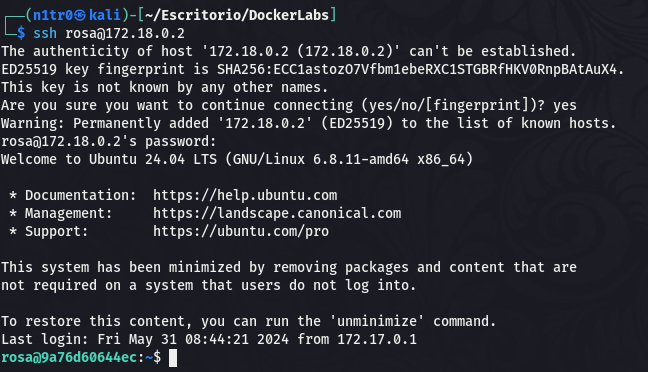 ┌──(n1tr0㉿kali)-[~/Escritorio/DockerLabs]
└─$ ssh rosa@172.18.0.2
The authenticity of host '172.18.0.2 (172.18.0.2)' can't be established.
ED25519 key fingerprint is SHA256:ECC1astozO7Vfbm1ebeRXC1STGBRfHKV0RnpBAtAuX4.
This key is not known by any other names.
Are you sure you want to continue connecting (yes/no/[fingerprint])? yes
Warning: Permanently added '172.18.0.2' (ED25519) to the list of known hosts.
rosa@172.18.0.2's password:
Welcome to Ubuntu 24.04 LTS (GNU/Linux 6.8.11-amd64 x86_64)
* Documentation:  https://help.ubuntu.com
* Management:     https://landscape.canonical.com
* Support:        https://ubuntu.com/pro
This system has been minimized by removing packages and content that are
not required on a system that users do not log into.
To restore this content, you can run the 'unminimize' command.
Last login: Fri May 31 08:44:21 2024 from 172.17.0.1
rosa@9a76d60644ec:~$